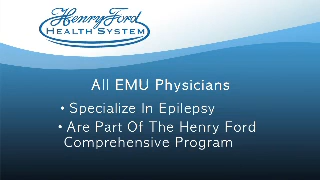 Henry Ford
HEALTH SYSTEM
All EMU Physicians
• Specialize In Epilepsy
• Are Part Of The Henry Ford
Comprehensive Program